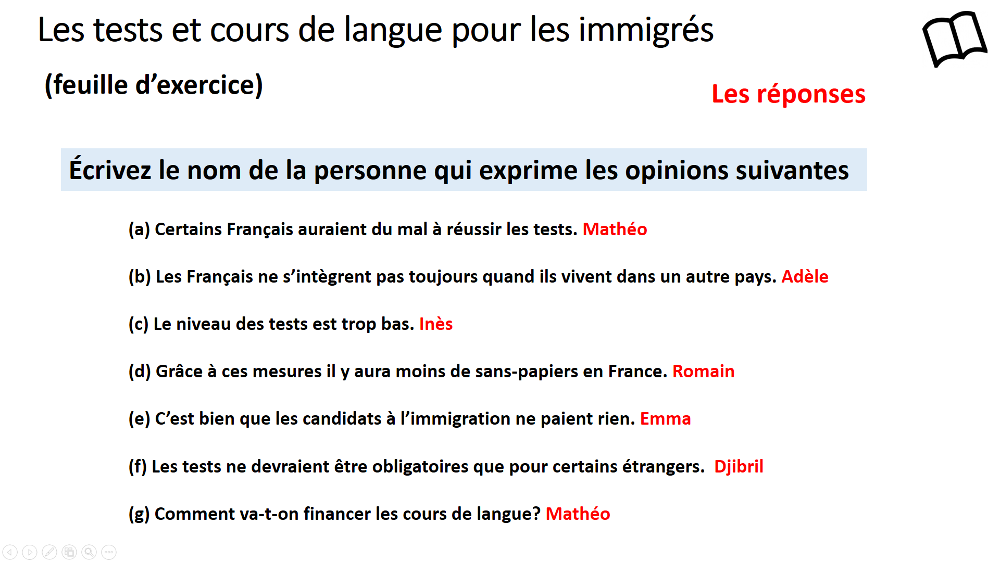 Les tests et cours de langue pour les immigrés
(feuille d’exercice)
Les réponses
Écrivez le nom de la personne qui exprime les opinions suivantes
(a) Certains Français auraient du mal à réussir les tests. Mathéo
(b) Les Français ne s’intègrent pas toujours quand ils vivent dans un autre pays. Adèle
(c) Le niveau des tests est trop bas. Inès
(d) Grâce à ces mesures il y aura moins de sans-papiers en France. Romain
(e) C’est bien que les candidats à l’immigration ne paient rien. Emma
(f) Les tests ne devraient être obligatoires que pour certains étrangers. Djibril
(g) Comment va-t-on financer les cours de langue? Mathéo